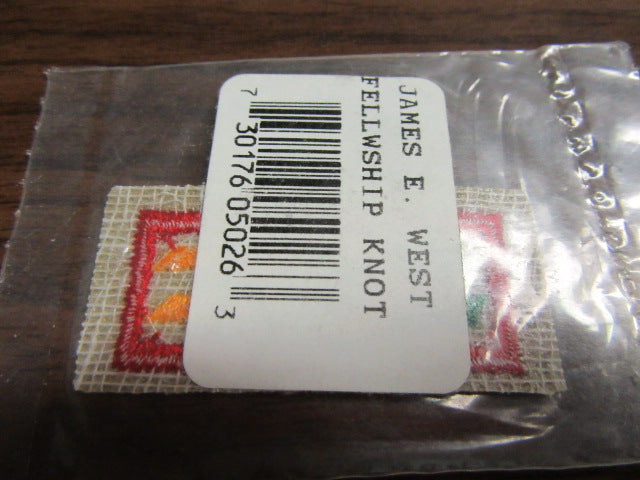 JAMES E. WEST
FELLWSHIP KNOT
7 30176 05026 3